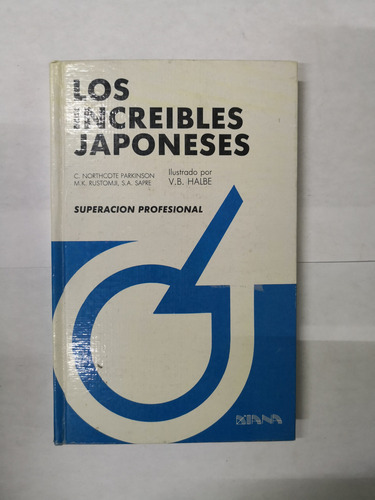 LOS
INCREIBLES
JAPONESES
C. NORTHCOTE PARKINSON
M.K. RUSTOMJI, S.A. SAPRE
Ilustrado por
V.B. HALBE
SUPERACION PROFESIONAL
DIANA